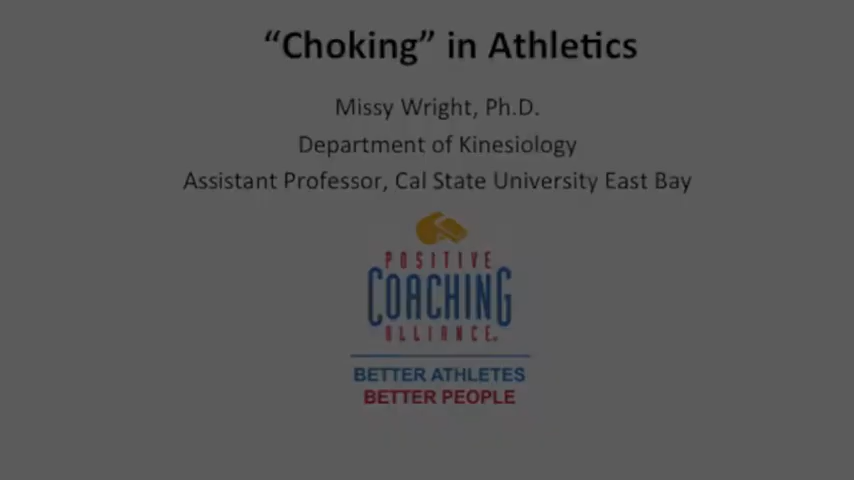 “Choking” in Athletics
Missy Wright, Ph.D.
Department of Kinesiology
Assistant Professor, Cal State University East Bay
POSITIVE
COACHING
ALLIANCE®
BETTER ATHLETES
BETTER PEOPLE